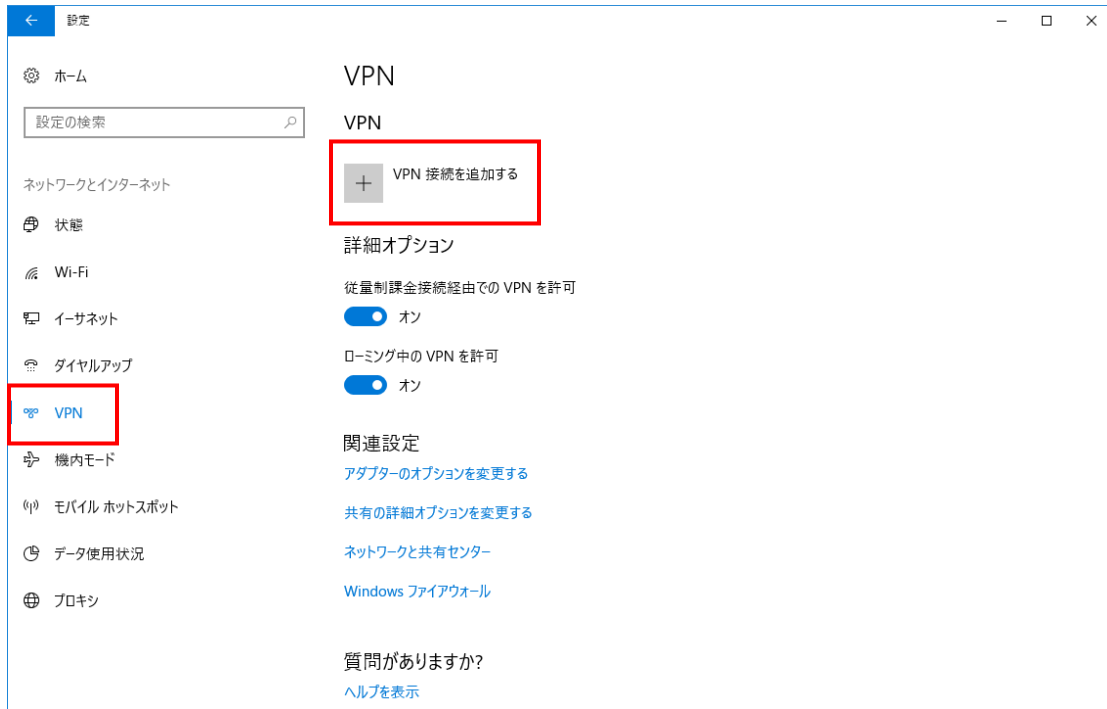 設定
ホーム
設定の検索
ネットワークとインターネット
状態
Wi-Fi
イーサネット
ダイヤルアップ
VPN
機内モード
モバイル ホットスポット
データ使用状況
プロキシ
VPN
VPN
VPN 接続を追加する
詳細オプション
従量制課金接続経由での VPN を許可
オン
ローミング中の VPN を許可
オン
関連設定
アダプターのオプションを変更する
共有の詳細オプションを変更する
ネットワークと共有センター
Windows ファイアウォール
質問がありますか?
ヘルプを表示